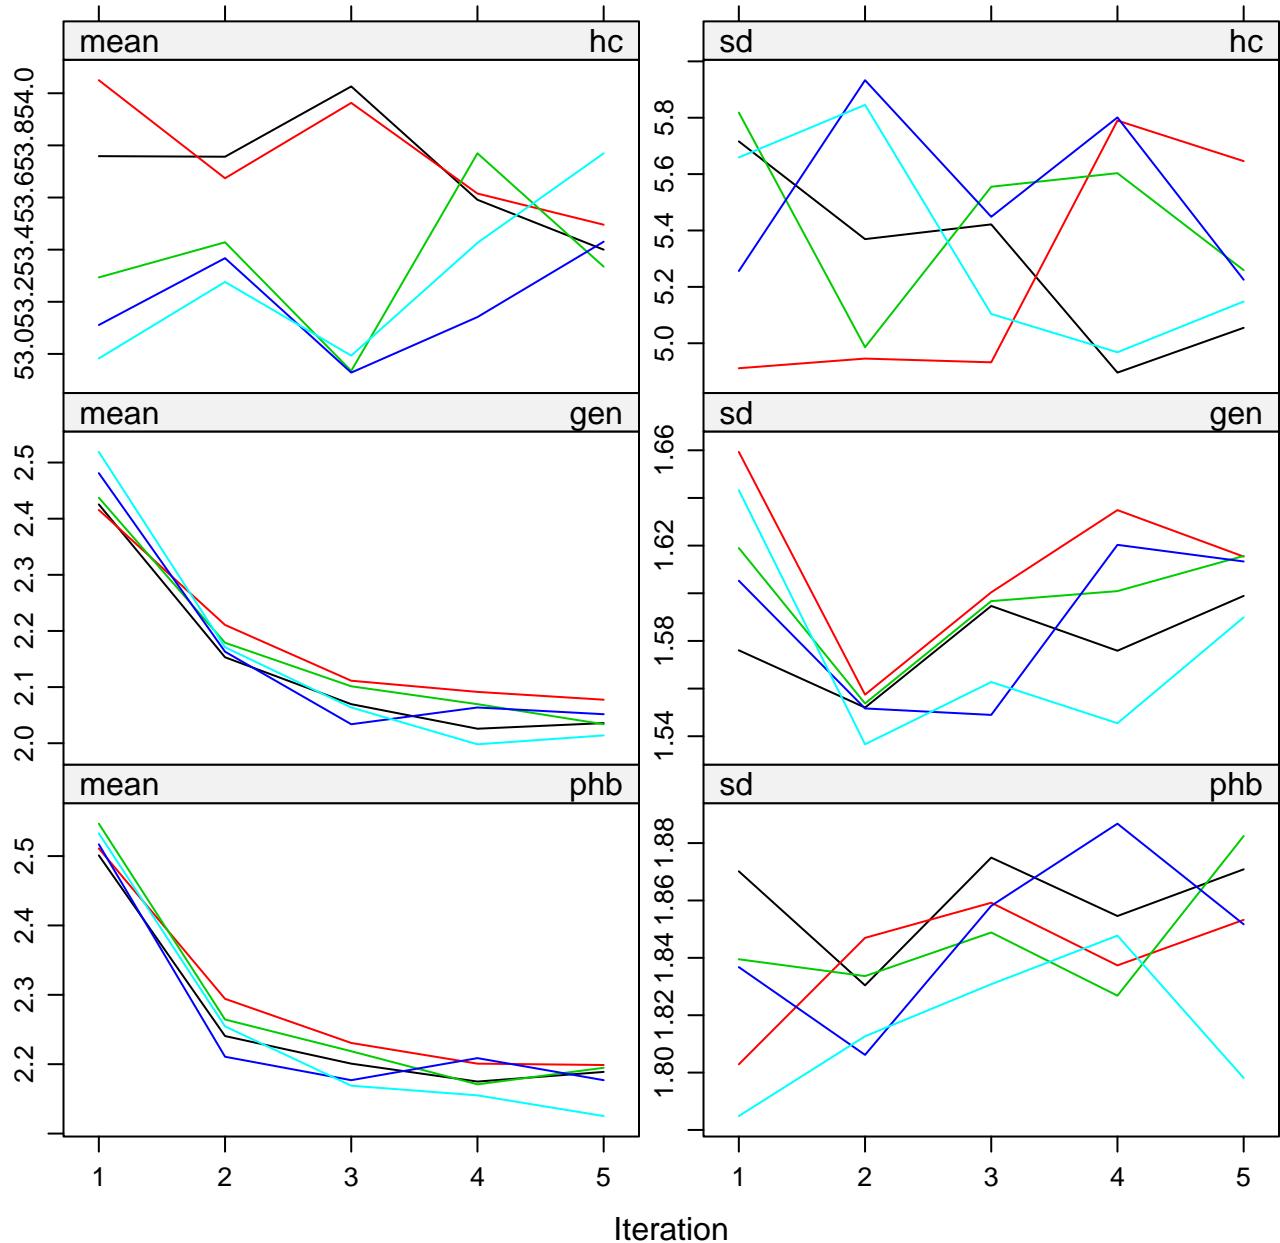 mean hc
sd hc
53.053.253.453.653.854.0
5.0 5.2 5.4 5.6 5.8
mean gen
sd gen
2.0 2.1 2.2 2.3 2.4 2.5
1.54 1.58 1.62 1.66
mean phb
sd phb
2.2 2.3 2.4 2.5
1.80 1.82 1.84 1.86 1.88
1 2 3 4 5
1 2 3 4 5
Iteration